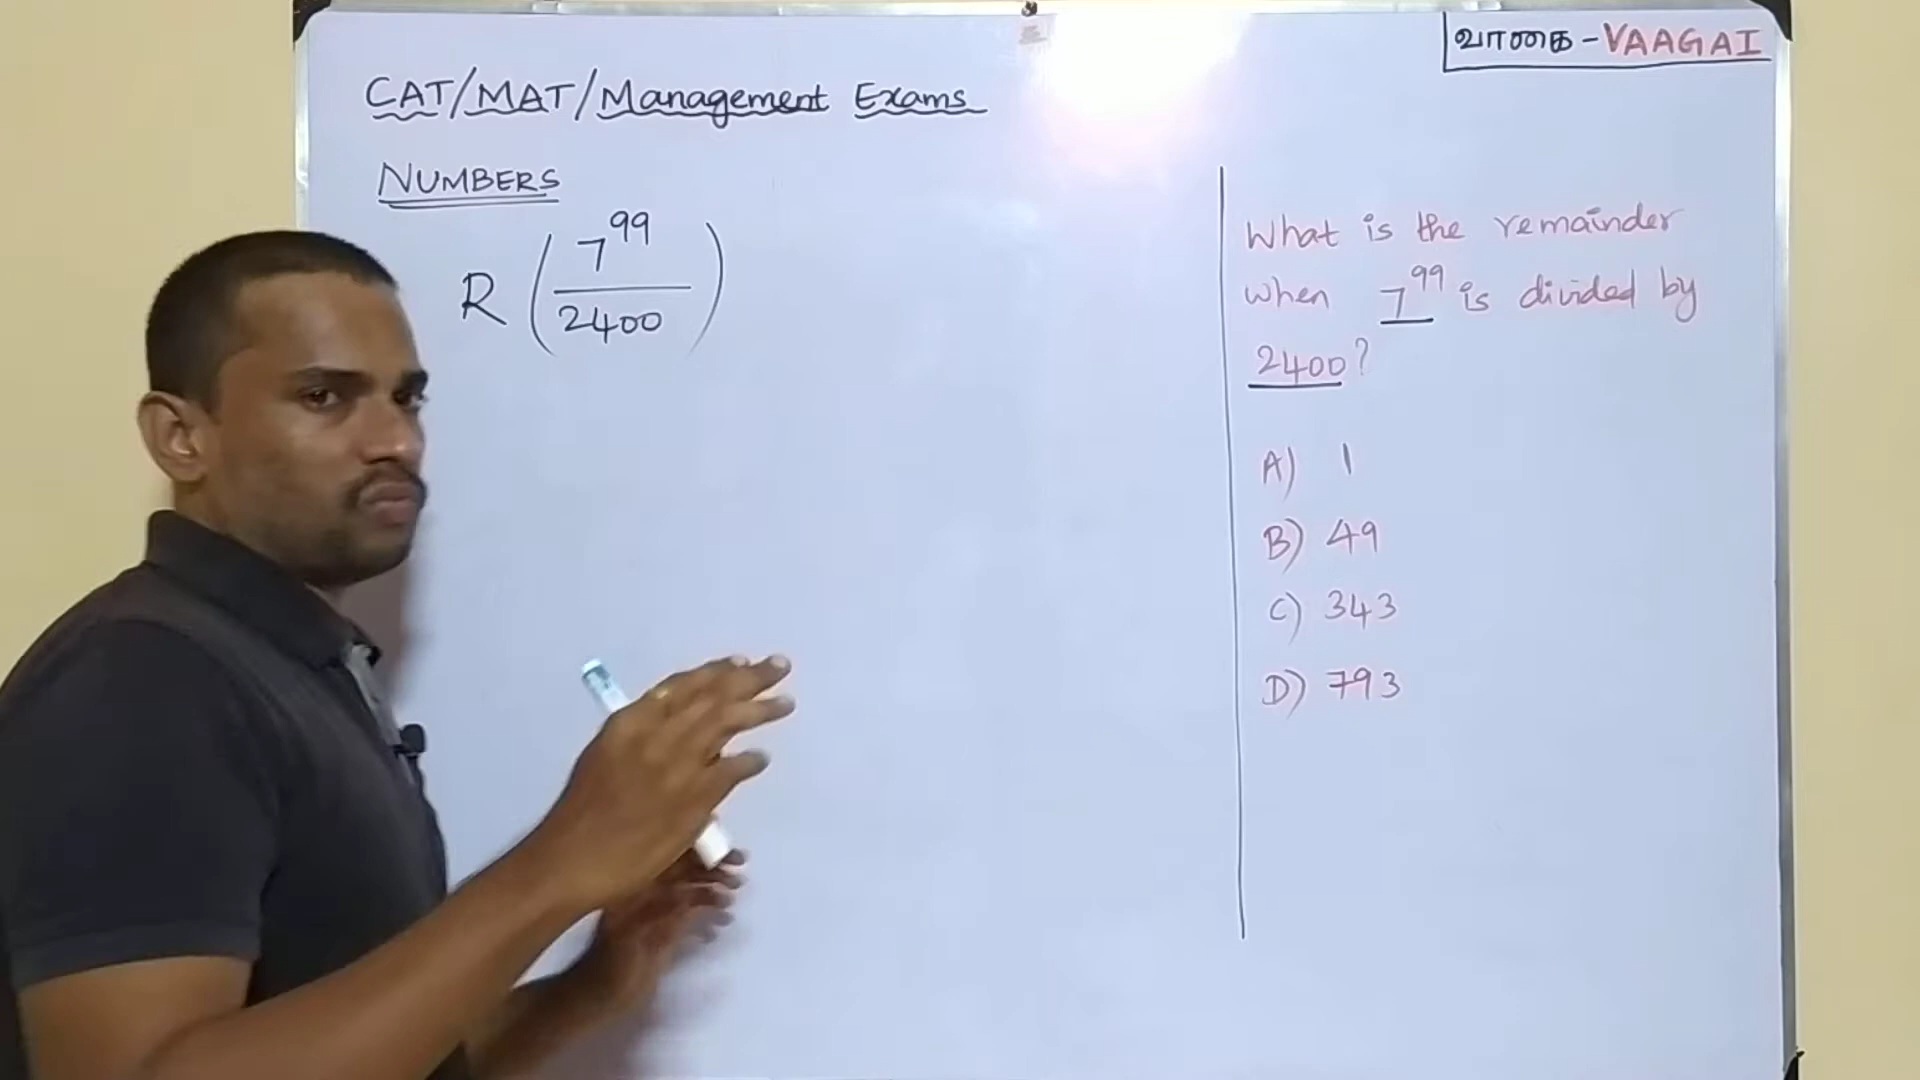 வாகை - VAAGAI
CAT/MAT/Management Exams
NUMBERS
R (7^99 / 2400)
What is the remainder
when 7^99 is divided by
2400?
A) 1
B) 49
C) 343
D) 793